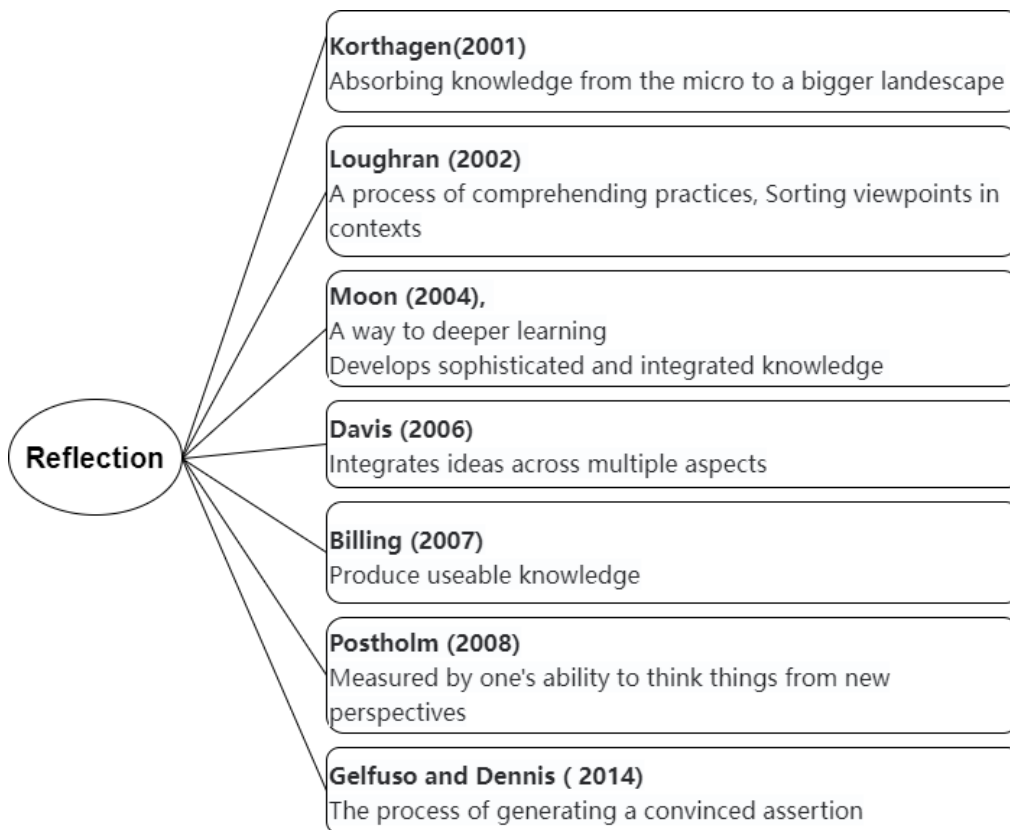 Korthagen(2001)
Absorbing knowledge from the micro to a bigger landscape
Loughran (2002)
A process of comprehending practices, Sorting viewpoints in
contexts
Moon (2004),
A way to deeper learning
Develops sophisticated and integrated knowledge
Reflection
Davis (2006)
Integrates ideas across multiple aspects
Billing (2007)
Produce useable knowledge
Postholm (2008)
Measured by one's ability to think things from new
perspectives
Gelfuso and Dennis ( 2014)
The process of generating a convinced assertion